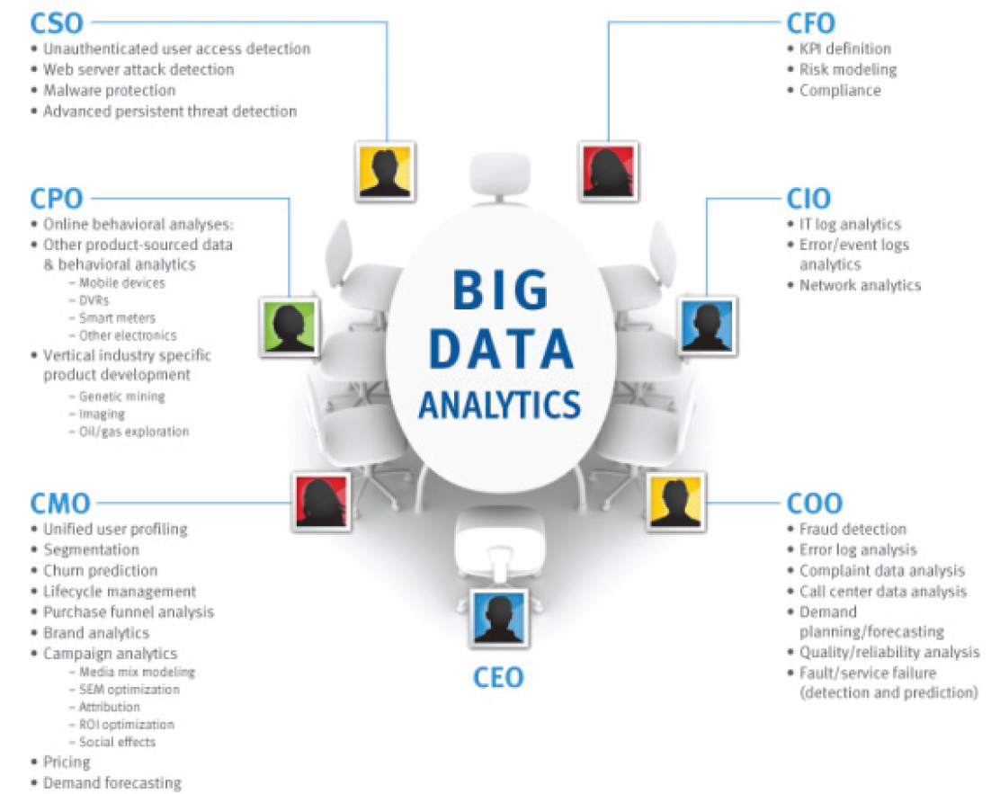 CSO
• Unauthenticated user access detection
• Web server attack detection
• Malware protection
• Advanced persistent threat detection
CFO
• KPI definition
• Risk modeling
• Compliance
CPO
• Online behavioral analyses:
• Other product-sourced data
& behavioral analytics
– Mobile devices
– DVRs
– Smart meters
– Other electronics
• Vertical industry specific
product development
– Genetic mining
– Imaging
– Oil/gas exploration
CIO
• IT log analytics
• Error/event logs
analytics
• Network analytics
BIG
DATA
ANALYTICS
CMO
• Unified user profiling
• Segmentation
• Churn prediction
• Lifecycle management
• Purchase funnel analysis
• Brand analytics
• Campaign analytics
– Media mix modeling
– SEM optimization
– Attribution
– ROI optimization
– Social effects
• Pricing
• Demand forecasting
COO
• Fraud detection
• Error log analysis
• Complaint data analysis
• Call center data analysis
• Demand
planning/forecasting
• Quality/reliability analysis
• Fault/service failure
(detection and prediction)
CEO